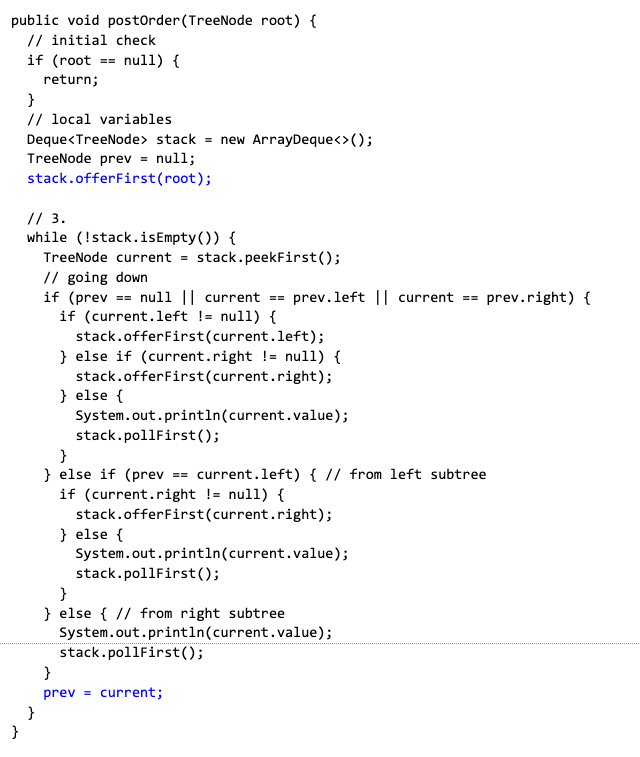 public void postOrder(TreeNode root) {
  // initial check
  if (root == null) {
    return;
  }
  // local variables
  Deque<TreeNode> stack = new ArrayDeque<>();
  TreeNode prev = null;
  stack.offerFirst(root);

  // 3.
  while (!stack.isEmpty()) {
    TreeNode current = stack.peekFirst();
    // going down
    if (prev == null || current == prev.left || current == prev.right) {
      if (current.left != null) {
        stack.offerFirst(current.left);
      } else if (current.right != null) {
        stack.offerFirst(current.right);
      } else {
        System.out.println(current.value);
        stack.pollFirst();
      }
    } else if (prev == current.left) { // from left subtree
      if (current.right != null) {
        stack.offerFirst(current.right);
      } else {
        System.out.println(current.value);
        stack.pollFirst();
      }
    } else { // from right subtree
      System.out.println(current.value);
      stack.pollFirst();
    }
    prev = current;
  }
}